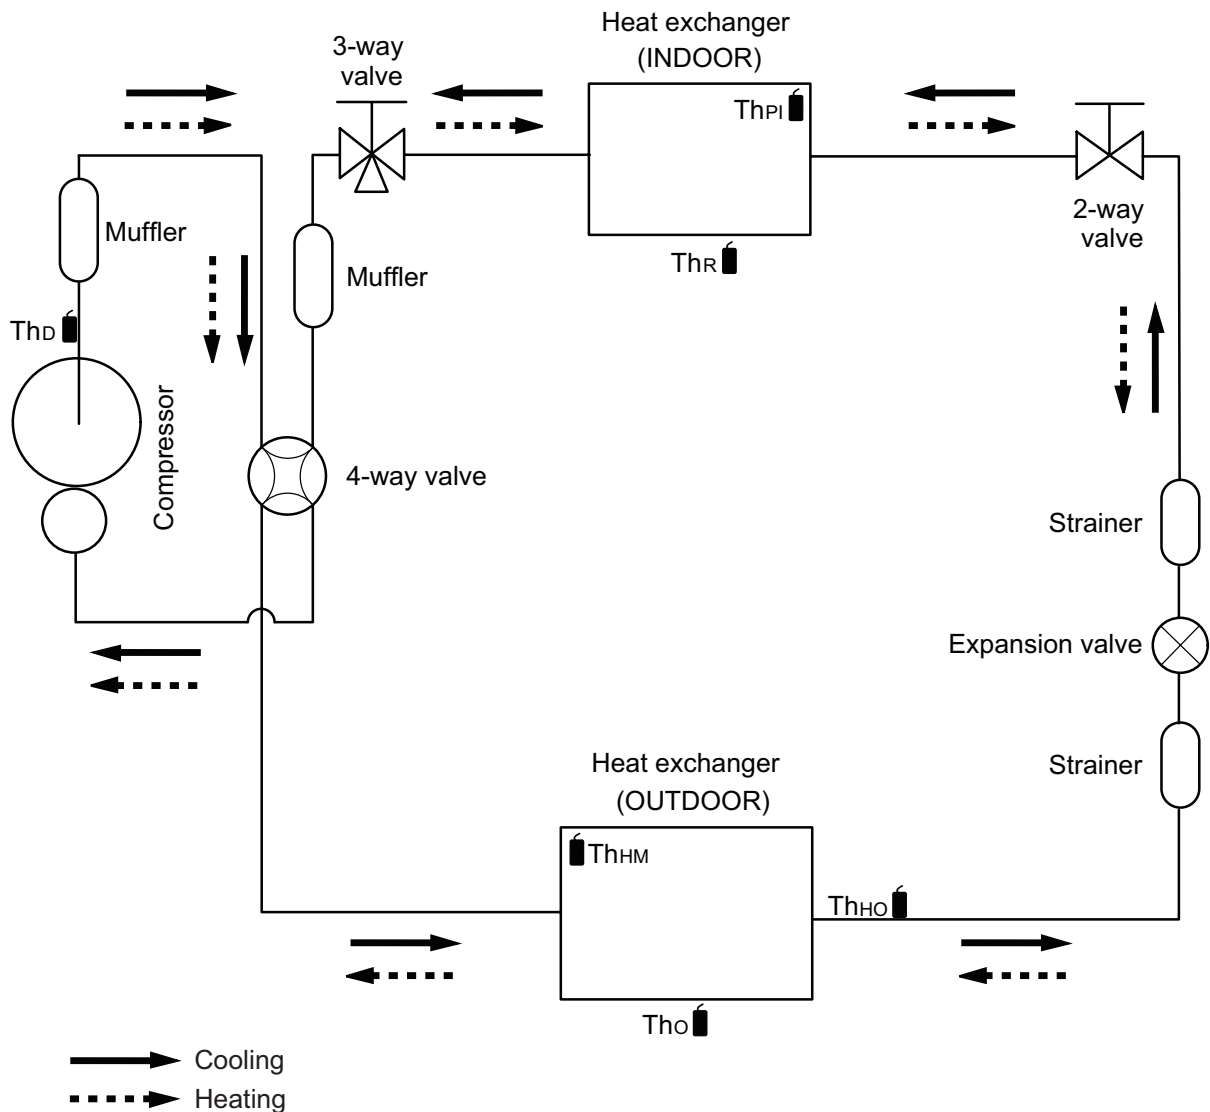 Heat exchanger
(INDOOR)
3-way
valve
ThPI
Muffler
2-way
valve
ThR
Muffler
ThD
Compressor
4-way valve
Strainer
Expansion valve
Strainer
Heat exchanger
(OUTDOOR)
ThHM
ThHO
ThO
Cooling
Heating